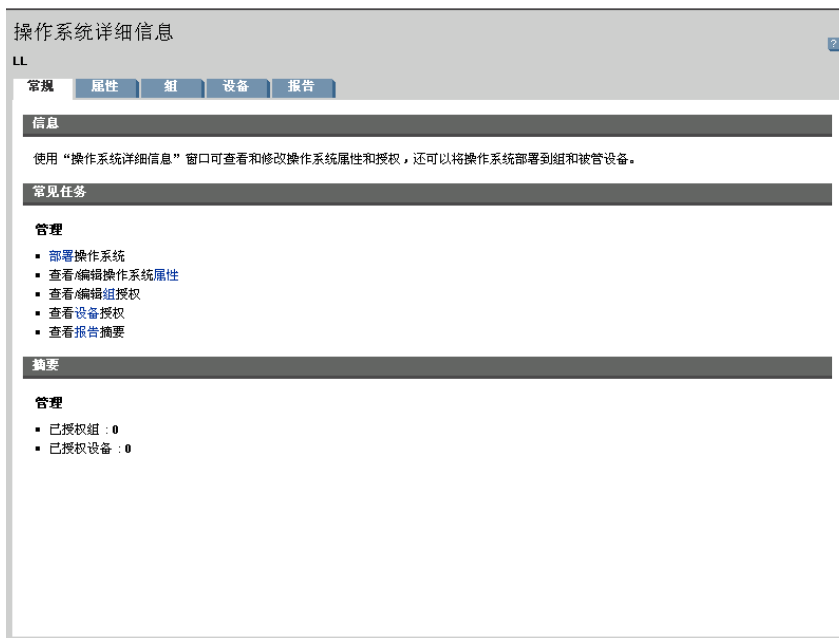 操作系统详细信息
?
LL
常规 属性 组 设备 报告
信息
使用“操作系统详细信息”窗口可查看和修改操作系统属性和授权，还可以将操作系统部署到组和被管设备。
常见任务
管理
▪ 部署操作系统
▪ 查看/编辑操作系统属性
▪ 查看/编辑组授权
▪ 查看设备授权
▪ 查看报告摘要
摘要
管理
▪ 已授权组：0
▪ 已授权设备：0